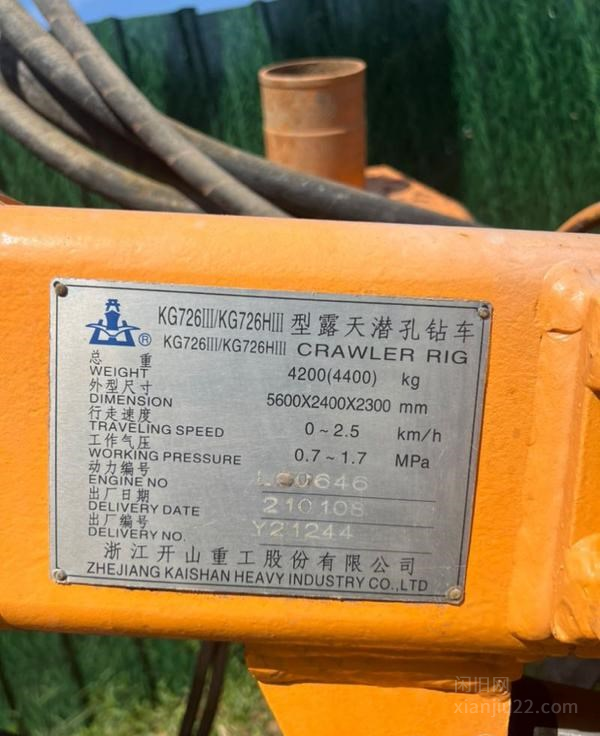 KG726III/KG726HIII 型露天潜孔钻车
KG726III/KG726HIII CRAWLER RIG
®
总重
WEIGHT 4200(4400) kg
外型尺寸
DIMENSION 5600X2400X2300 mm
行走速度
TRAVELING SPEED 0~2.5 km/h
工作气压
WORKING PRESSURE 0.7~1.7 MPa
动力编号
ENGINE NO
出厂日期
DELIVERY DATE 210108
出厂编号
DELIVERY NO. Y21244
浙江开山重工股份有限公司
ZHEJIANG KAISHAN HEAVY INDUSTRY CO.,LTD
闲旧网
xianjiu22.com